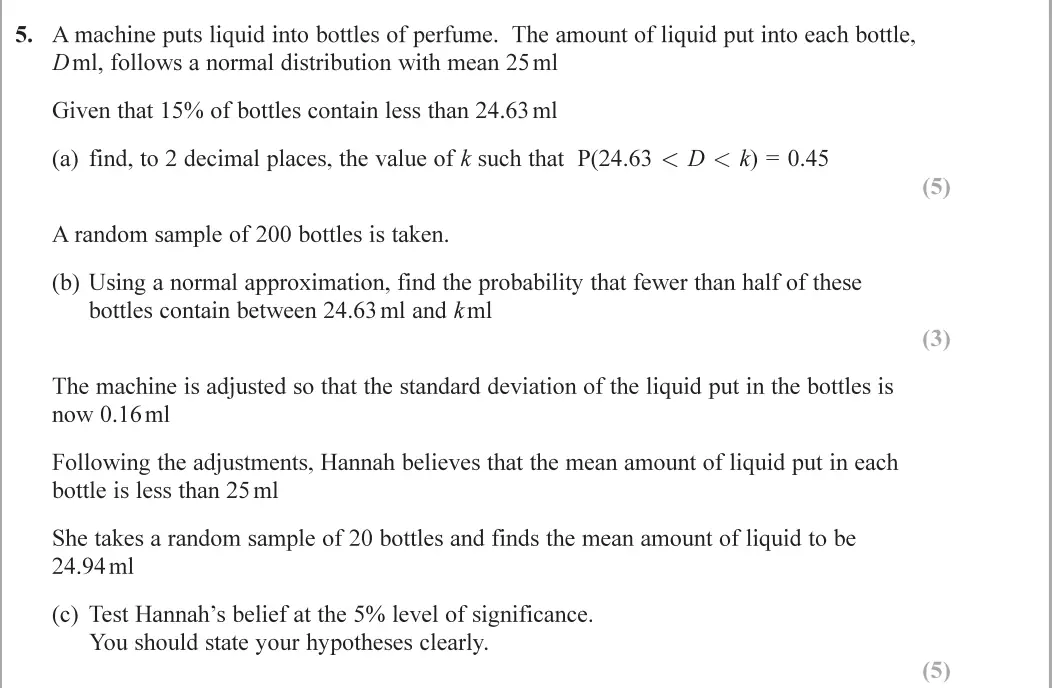 5. A machine puts liquid into bottles of perfume. The amount of liquid put into each bottle,
D ml, follows a normal distribution with mean 25 ml
Given that 15% of bottles contain less than 24.63 ml
(a) find, to 2 decimal places, the value of k such that P(24.63 < D < k) = 0.45
(5)
A random sample of 200 bottles is taken.
(b) Using a normal approximation, find the probability that fewer than half of these
bottles contain between 24.63 ml and k ml
(3)
The machine is adjusted so that the standard deviation of the liquid put in the bottles is
now 0.16 ml
Following the adjustments, Hannah believes that the mean amount of liquid put in each
bottle is less than 25 ml
She takes a random sample of 20 bottles and finds the mean amount of liquid to be
24.94 ml
(c) Test Hannah’s belief at the 5% level of significance.
You should state your hypotheses clearly.
(5)